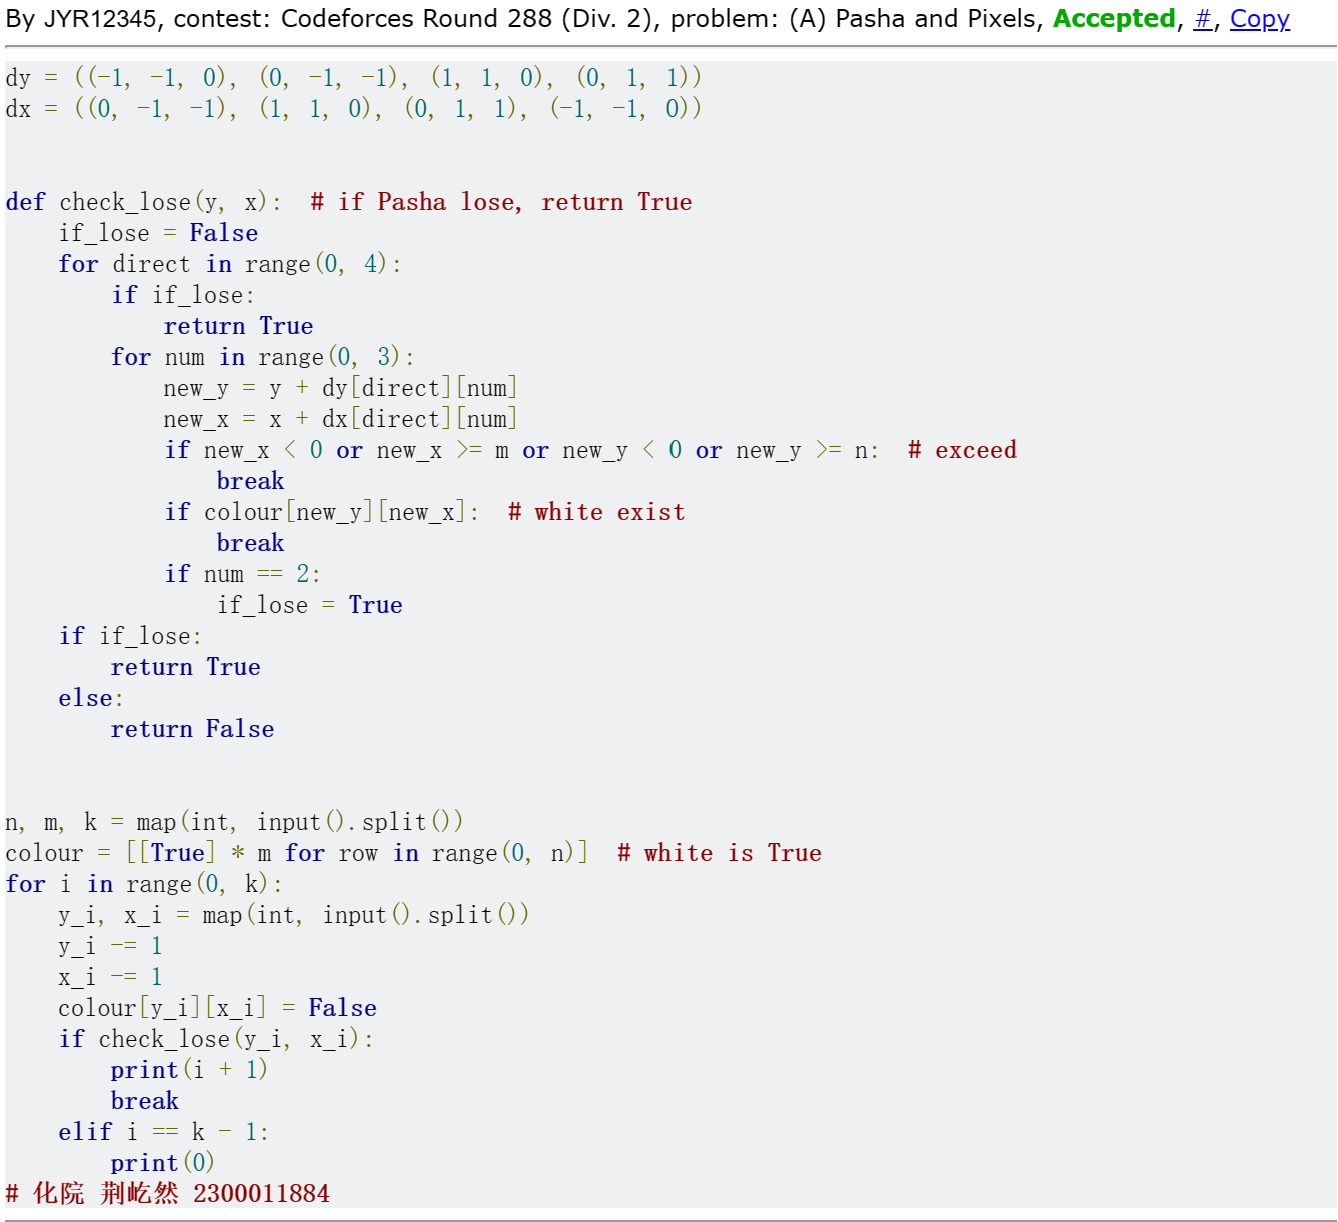 By JYR12345, contest: Codeforces Round 288 (Div. 2), problem: (A) Pasha and Pixels, Accepted, #, Copy
dy = ((-1, -1, 0), (0, -1, -1), (1, 1, 0), (0, 1, 1))
dx = ((0, -1, -1), (1, 1, 0), (0, 1, 1), (-1, -1, 0))
def check_lose(y, x):  # if Pasha lose, return True
    if_lose = False
    for direct in range(0, 4):
        if if_lose:
            return True
        for num in range(0, 3):
            new_y = y + dy[direct][num]
            new_x = x + dx[direct][num]
            if new_x < 0 or new_x >= m or new_y < 0 or new_y >= n:  # exceed
                break
            if colour[new_y][new_x]:  # white exist
                break
            if num == 2:
                if_lose = True
    if if_lose:
        return True
    else:
        return False
n, m, k = map(int, input().split())
colour = [[True] * m for row in range(0, n)]  # white is True
for i in range(0, k):
    y_i, x_i = map(int, input().split())
    y_i -= 1
    x_i -= 1
    colour[y_i][x_i] = False
    if check_lose(y_i, x_i):
        print(i + 1)
        break
    elif i == k - 1:
        print(0)
# 化院 荆屹然 2300011884